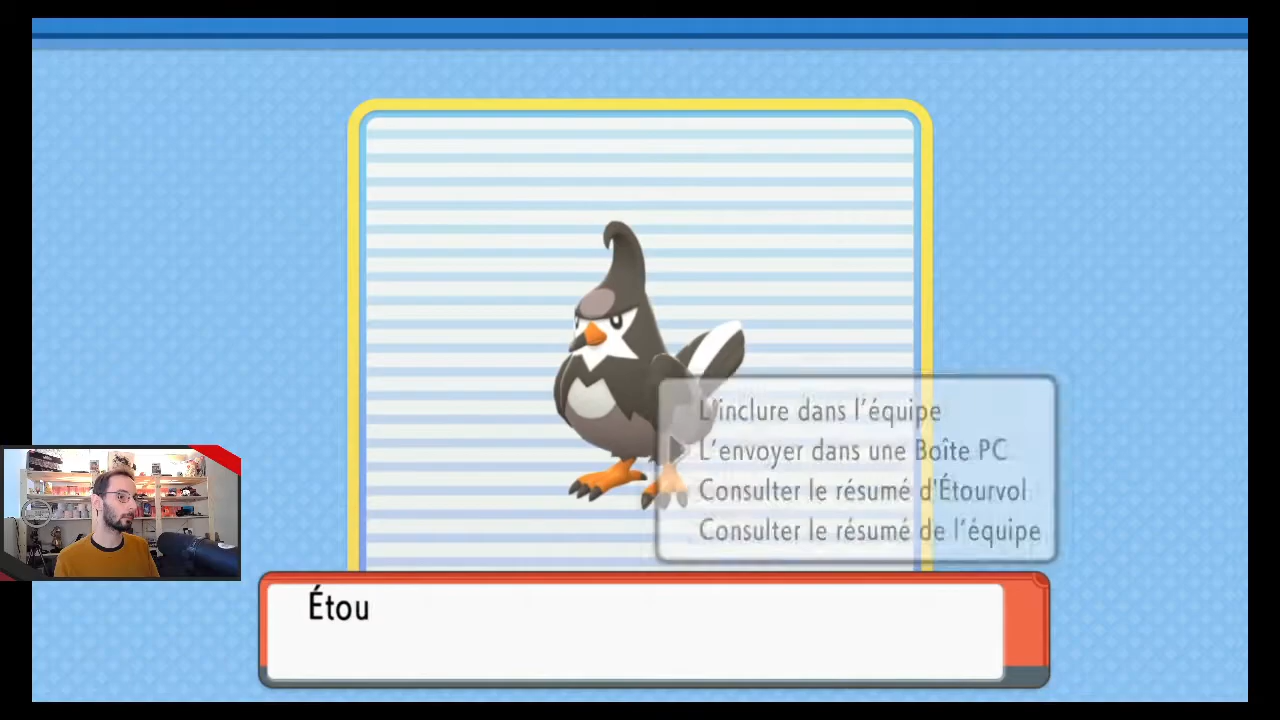 L'inclure dans l'équipe
L'envoyer dans une Boîte PC
Consulter le résumé d'Étourvol
Consulter le résumé de l'équipe
Étou